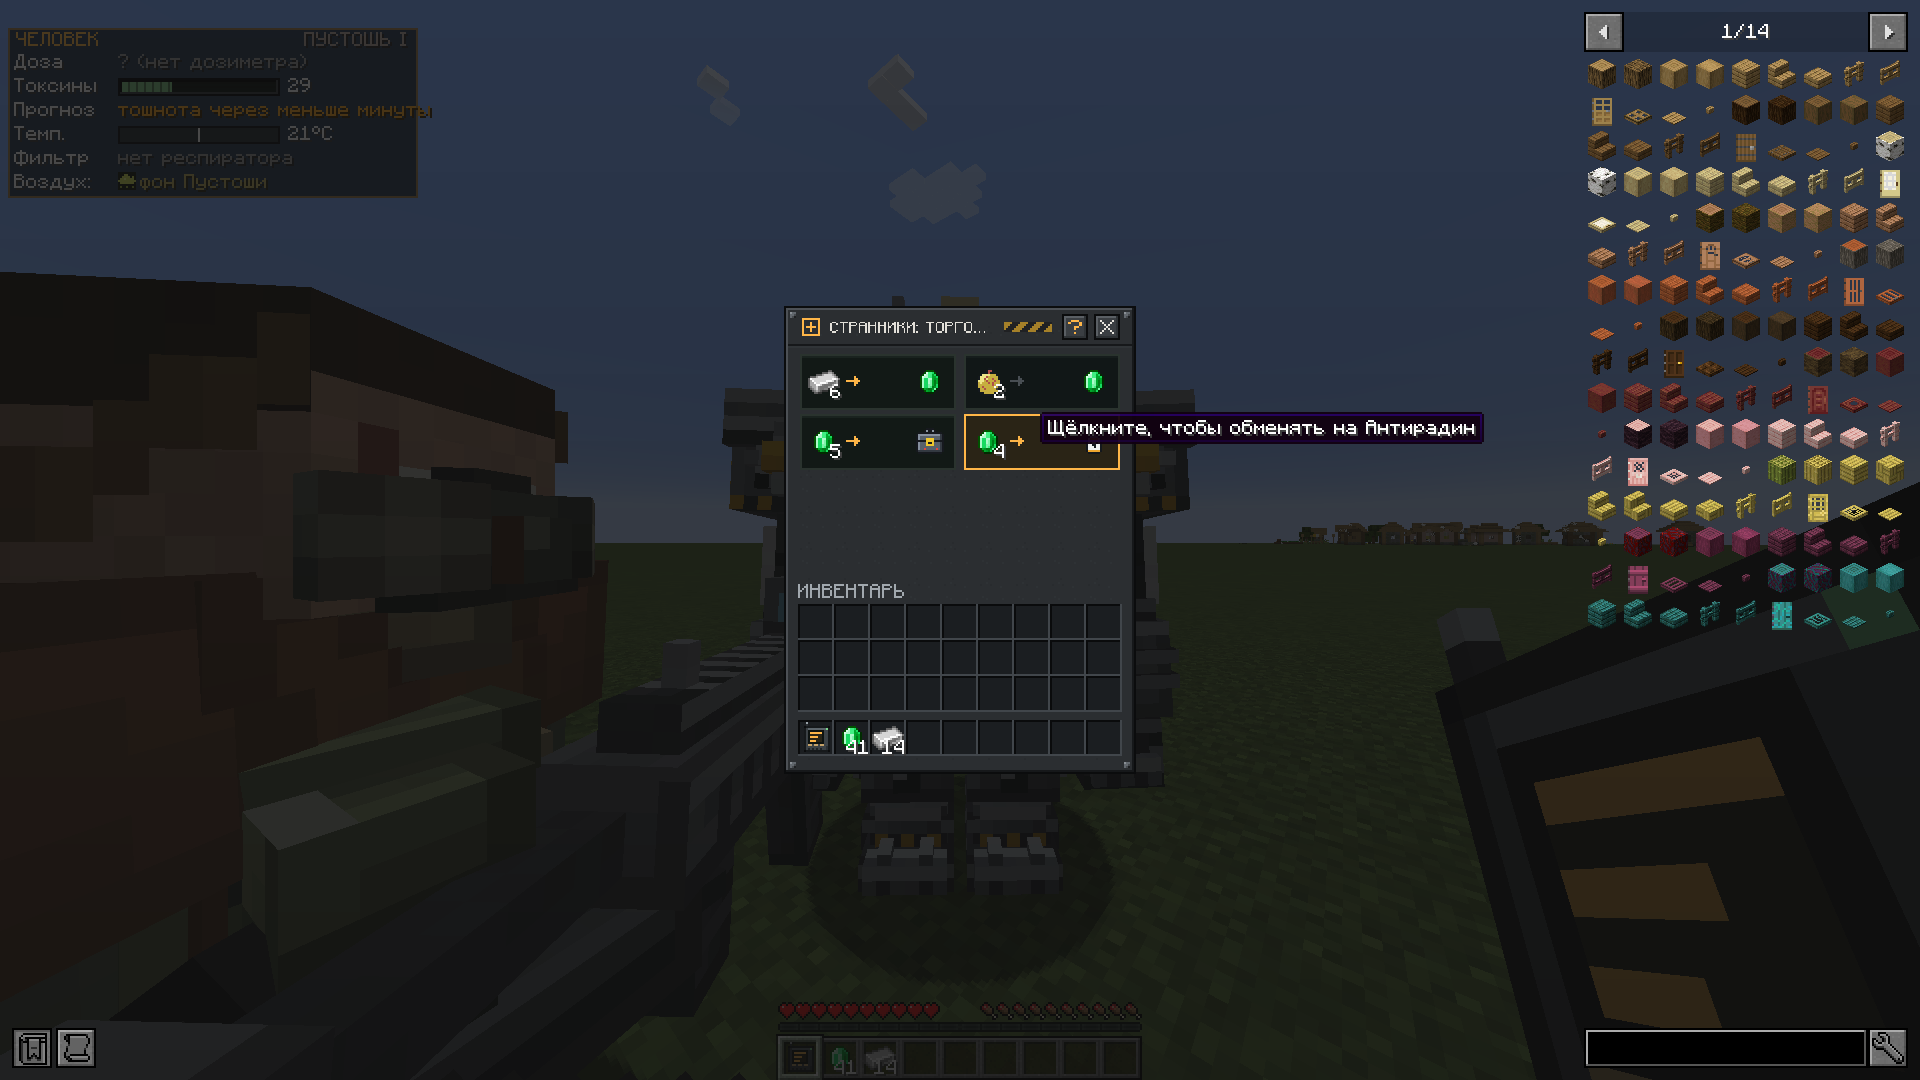 ЧЕЛОВЕК ПУСТОШЬ I
Доза ? (нет дозиметра)
Токсины 29
Прогноз тошнота через меньше минуты
Темп. 21°C
Фильтр нет респиратора
Воздух: фон Пустоши
1/14
СТРАННИКИ: ТОРГО... ?
6 2
5 4
Щёлкните, чтобы обменять на Антирадин
ИНВЕНТАРЬ
41 14
41 14